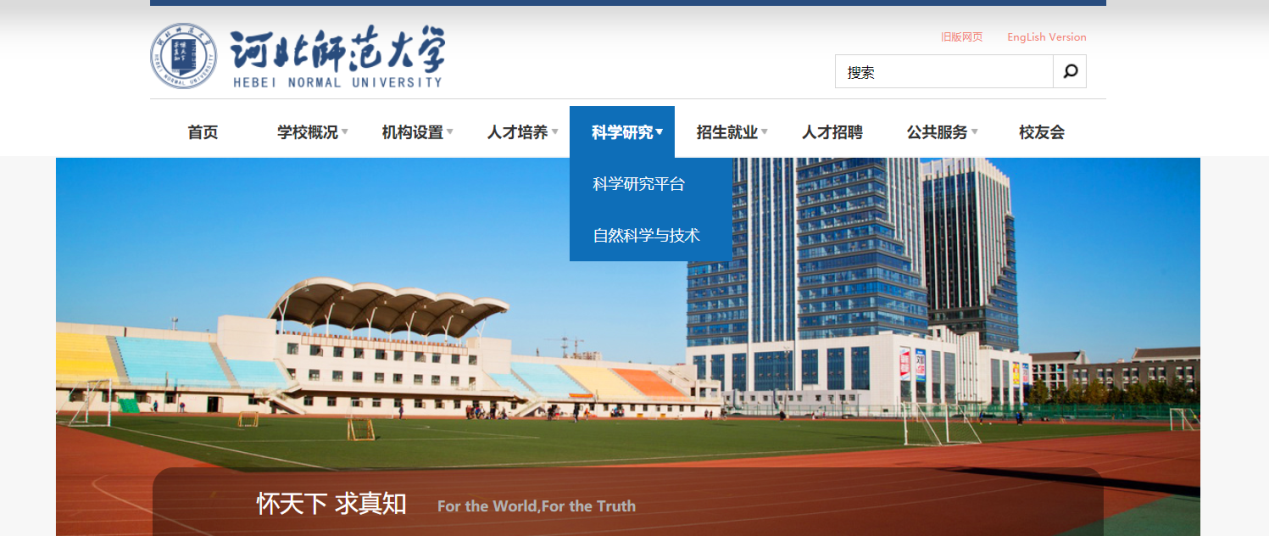 河北师范大学
HEBEI NORMAL UNIVERSITY
旧版网页 EngLish Version
搜索
首页 学校概况 机构设置 人才培养 科学研究 招生就业 人才招聘 公共服务 校友会
科学研究平台
自然科学与技术
怀天下 求真知 For the World,For the Truth